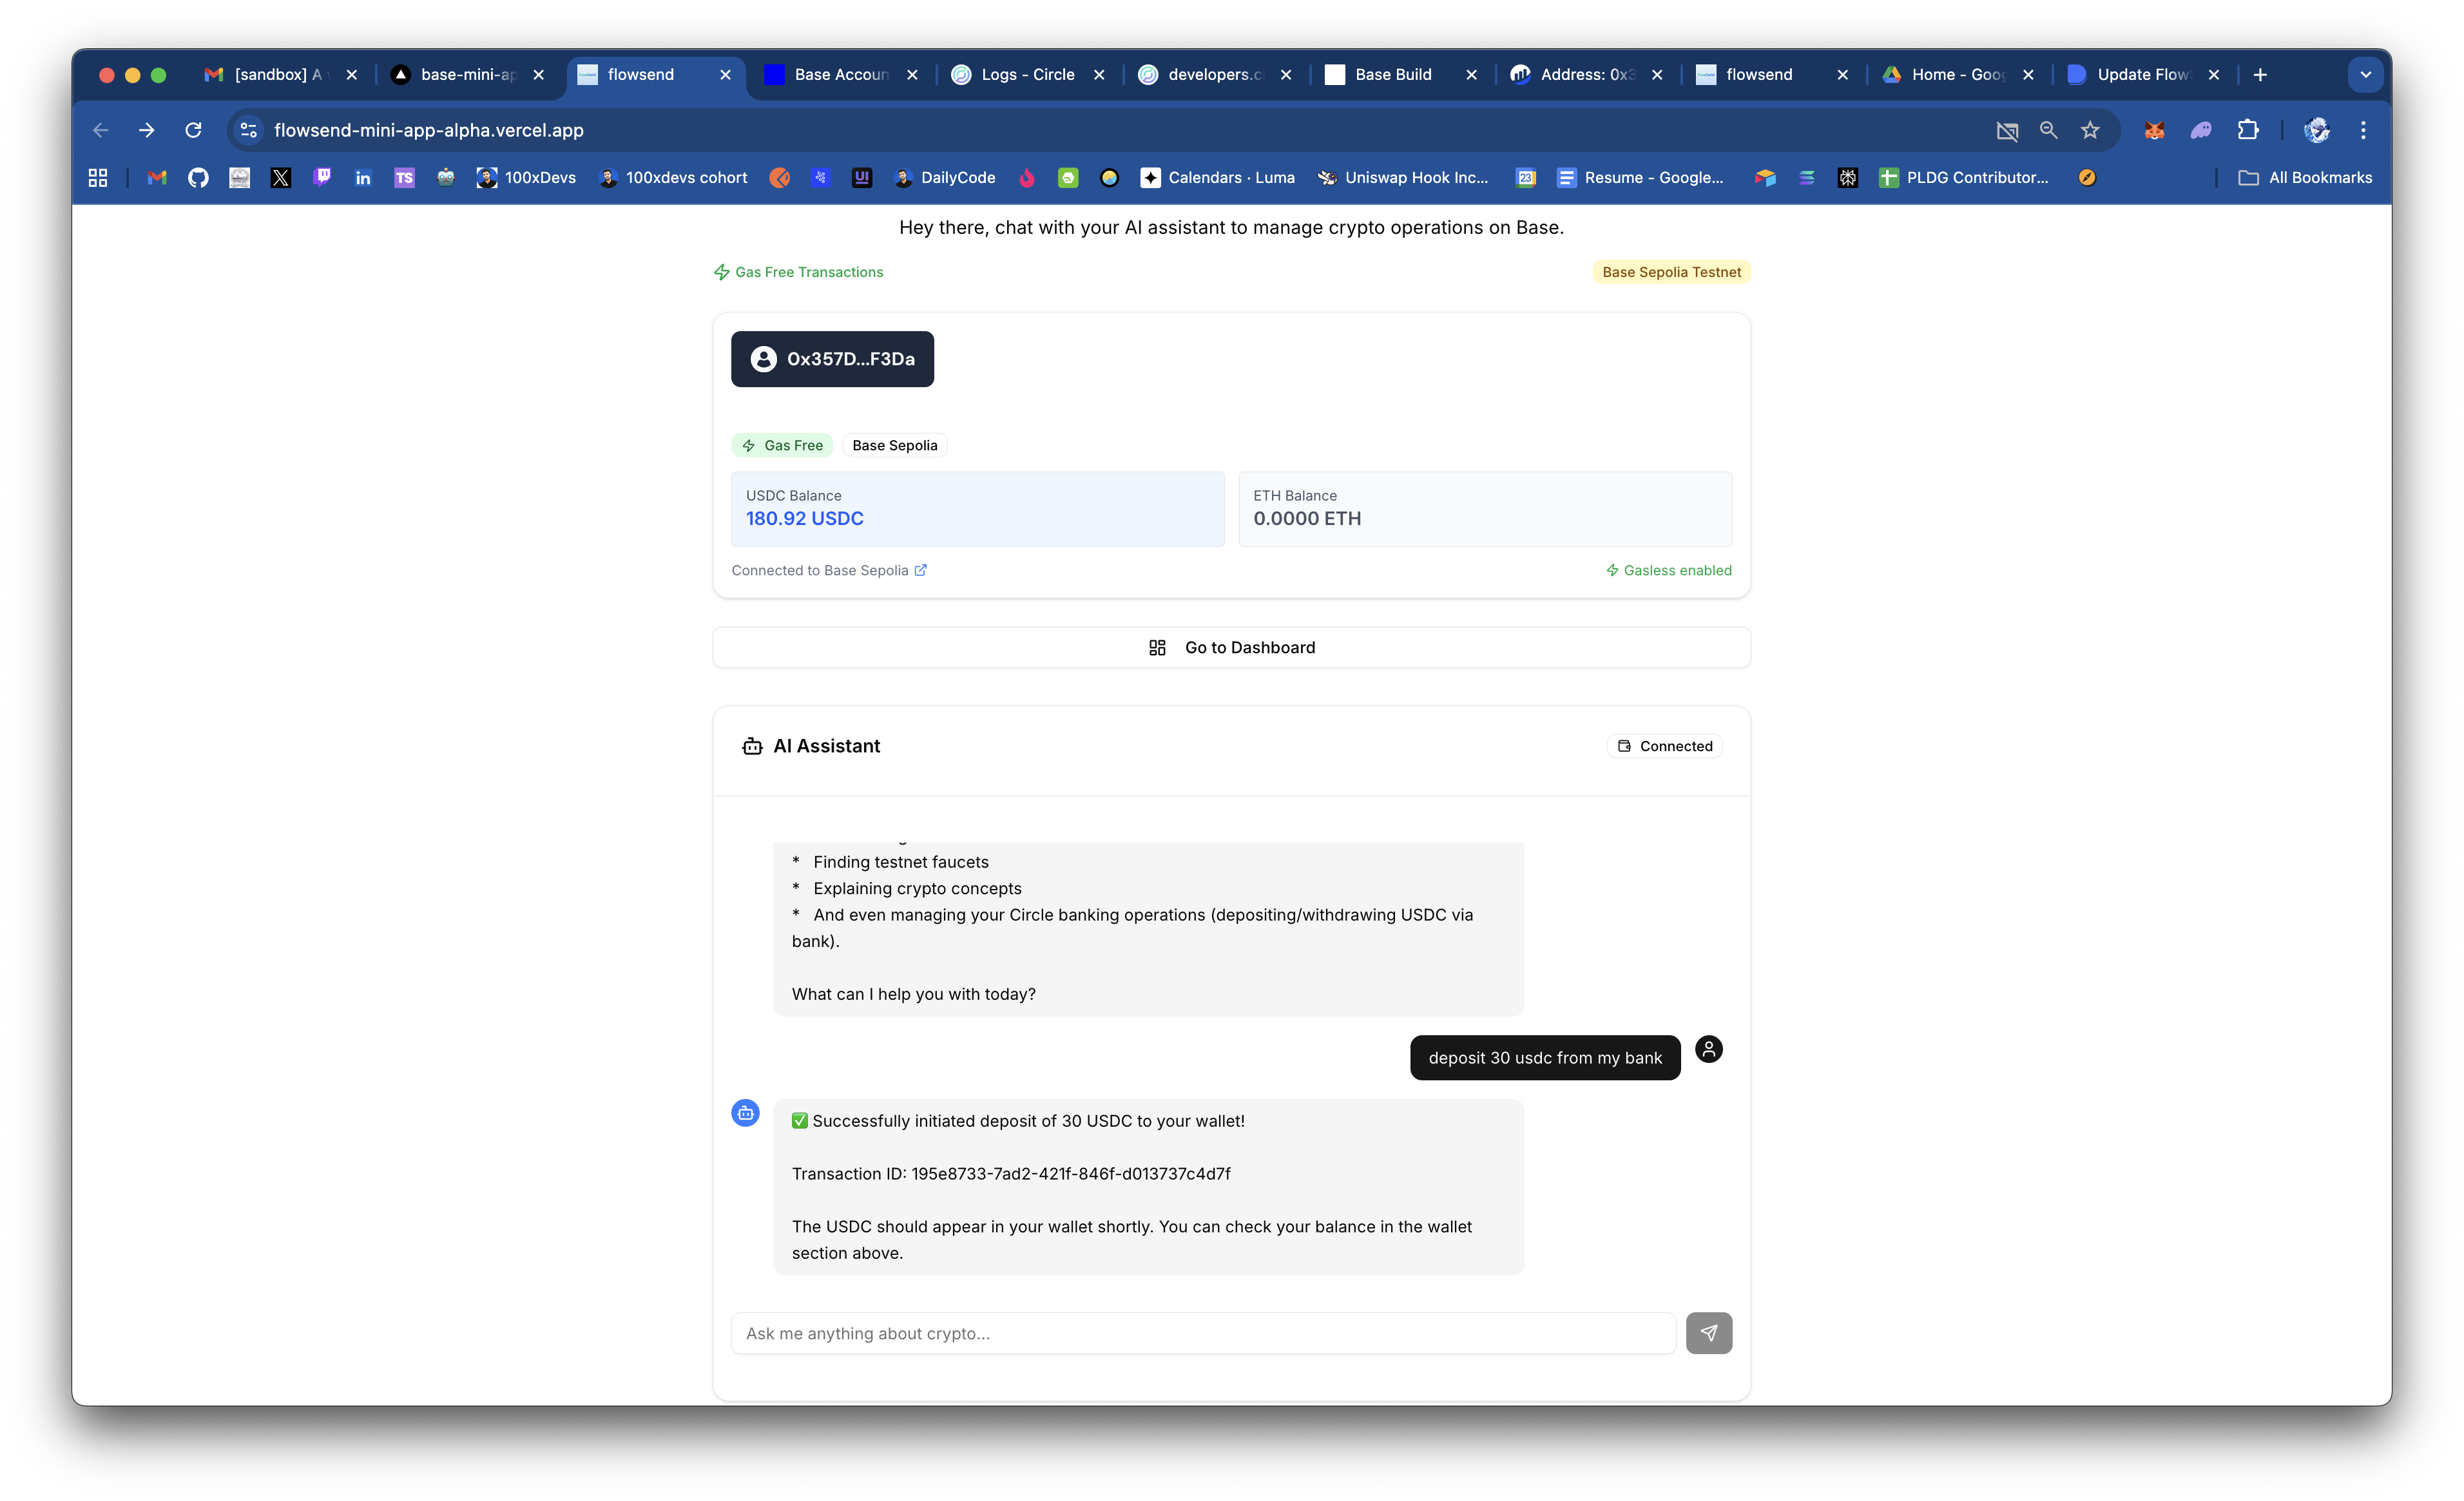 [sandbox] A
base-mini-ap
flowsend
Base Accoun
Logs - Circle
developers.c
Base Build
Address: 0x3
flowsend
Home - Goog
Update Flow
flowsend-mini-app-alpha.vercel.app
100xDevs
100xdevs cohort
DailyCode
Calendars · Luma
Uniswap Hook Inc...
Resume - Google...
PLDG Contributor...
All Bookmarks
Hey there, chat with your AI assistant to manage crypto operations on Base.
Gas Free Transactions
Base Sepolia Testnet
0x357D...F3Da
Gas Free
Base Sepolia
USDC Balance
180.92 USDC
ETH Balance
0.0000 ETH
Connected to Base Sepolia
Gasless enabled
Go to Dashboard
AI Assistant
Connected
* Finding testnet faucets
* Explaining crypto concepts
* And even managing your Circle banking operations (depositing/withdrawing USDC via
bank).
What can I help you with today?
deposit 30 usdc from my bank
✅ Successfully initiated deposit of 30 USDC to your wallet!
Transaction ID: 195e8733-7ad2-421f-846f-d013737c4d7f
The USDC should appear in your wallet shortly. You can check your balance in the wallet
section above.
Ask me anything about crypto...